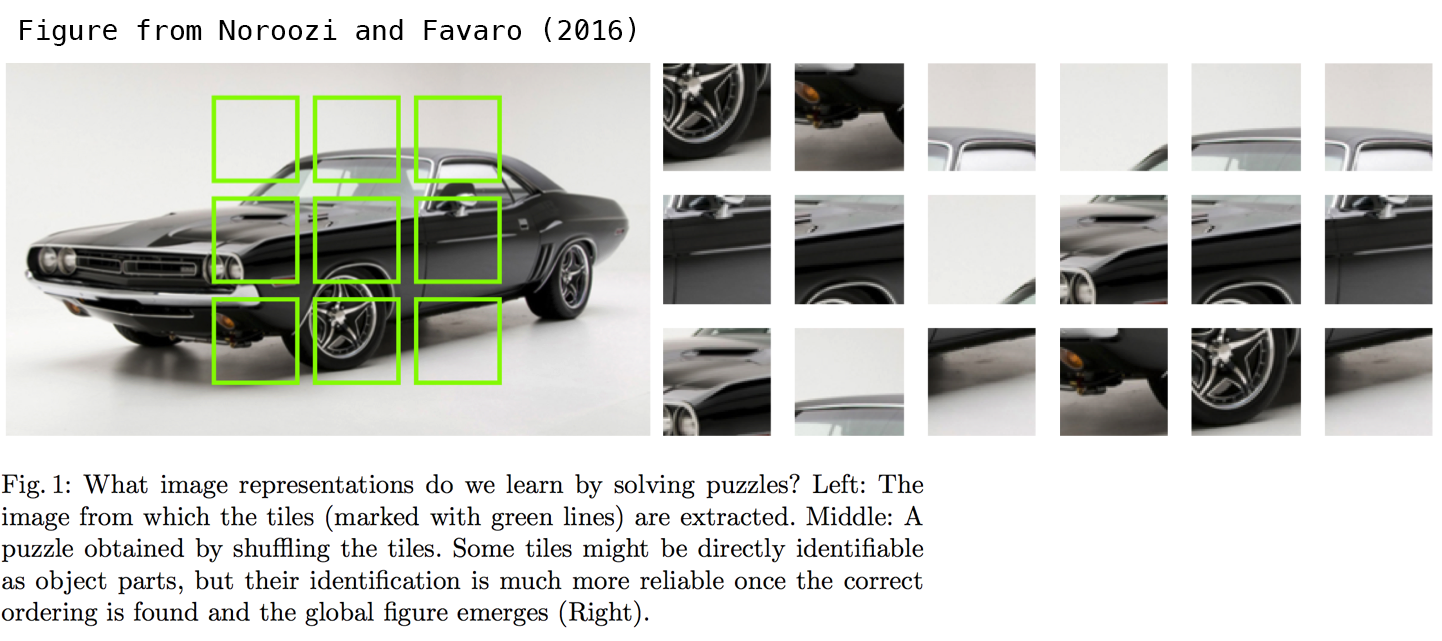 Figure from Noroozi and Favaro (2016)
Fig. 1: What image representations do we learn by solving puzzles? Left: The
image from which the tiles (marked with green lines) are extracted. Middle: A
puzzle obtained by shuffling the tiles. Some tiles might be directly identifiable
as object parts, but their identification is much more reliable once the correct
ordering is found and the global figure emerges (Right).